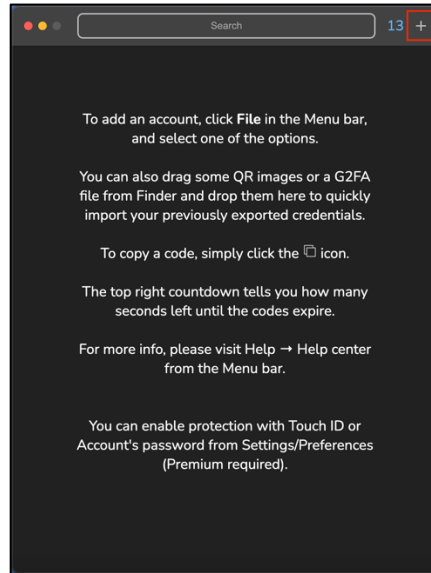 Search
13 +
To add an account, click File in the Menu bar,
and select one of the options.
You can also drag some QR images or a G2FA
file from Finder and drop them here to quickly
import your previously exported credentials.
To copy a code, simply click the icon.
The top right countdown tells you how many
seconds left until the codes expire.
For more info, please visit Help → Help center
from the Menu bar.
You can enable protection with Touch ID or
Account's password from Settings/Preferences
(Premium required).